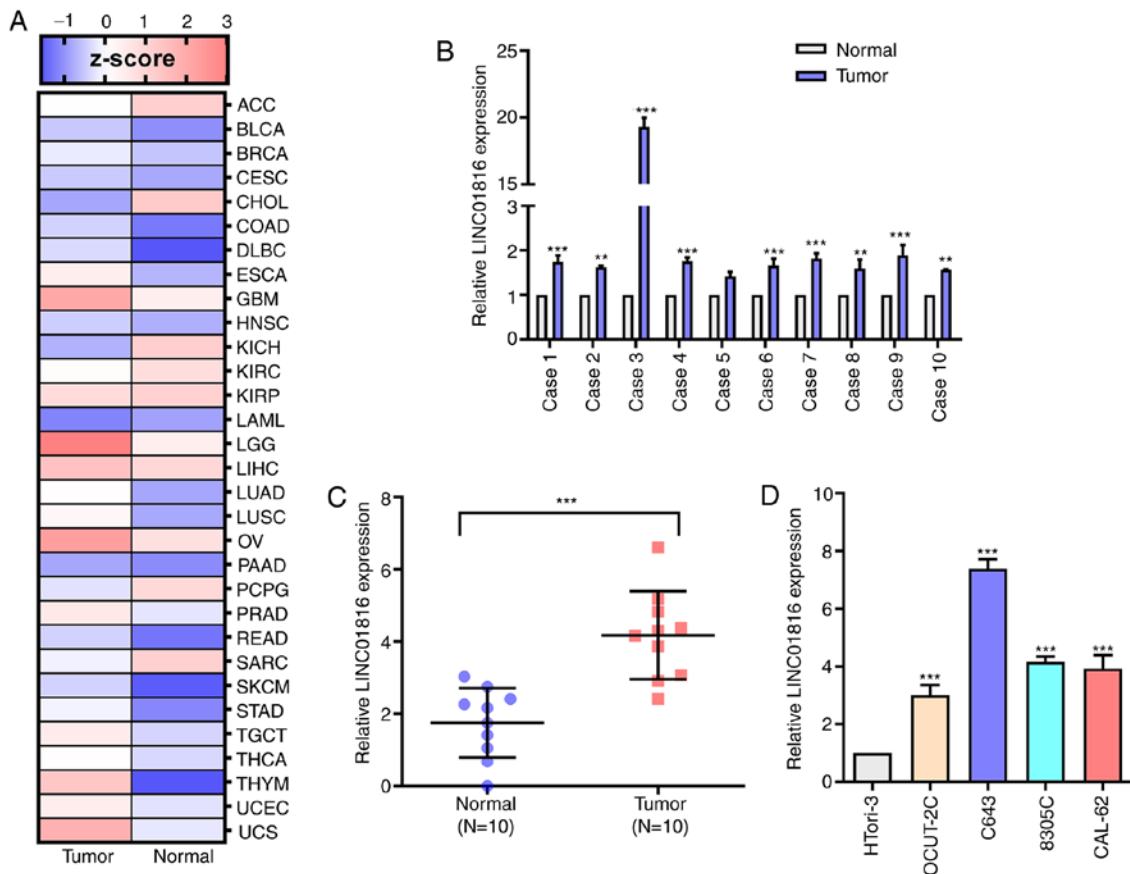 A
−1 0 1 2 3
z-score
ACC
BLCA
BRCA
CESC
CHOL
COAD
DLBC
ESCA
GBM
HNSC
KICH
KIRC
KIRP
LAML
LGG
LIHC
LUAD
LUSC
OV
PAAD
PCPG
PRAD
READ
SARC
SKCM
STAD
TGCT
THCA
THYM
UCEC
UCS
Tumor Normal
B
Normal
Tumor
Relative LINC01816 expression
25
20
15
3
2
1
0
*** ** *** *** *** *** ** *** **
Case 1
Case 2
Case 3
Case 4
Case 5
Case 6
Case 7
Case 8
Case 9
Case 10
C
Relative LINC01816 expression
8
6
4
2
0
***
Normal
(N=10)
Tumor
(N=10)
D
Relative LINC01816 expression
10
8
6
4
2
0
*** *** *** ***
HTori-3
OCUT-2C
C643
8305C
CAL-62